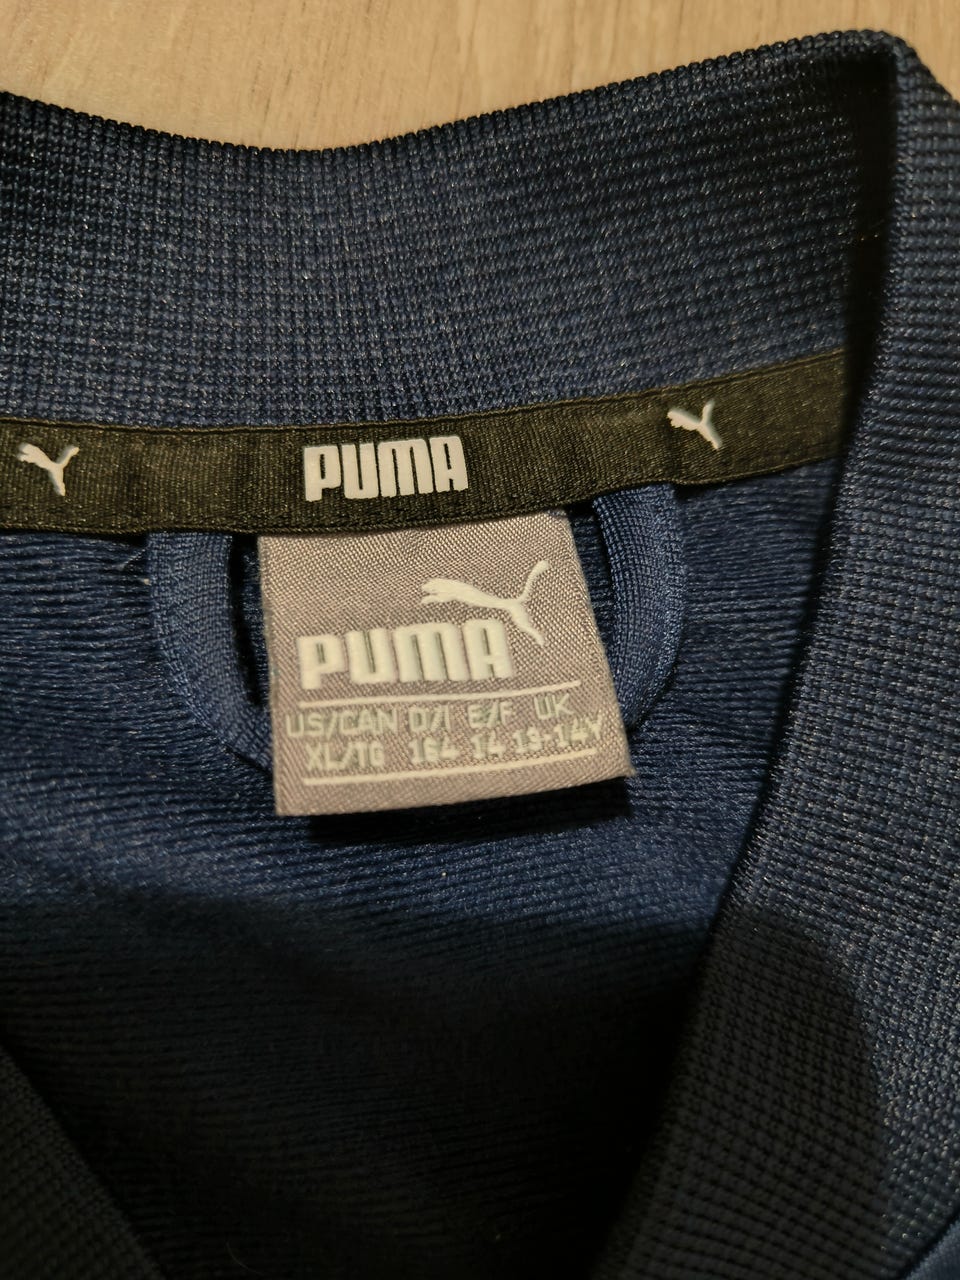 PUMA
PUMA
US/CAN D/I E/F UK
XL/TG 164 14 13-14Y